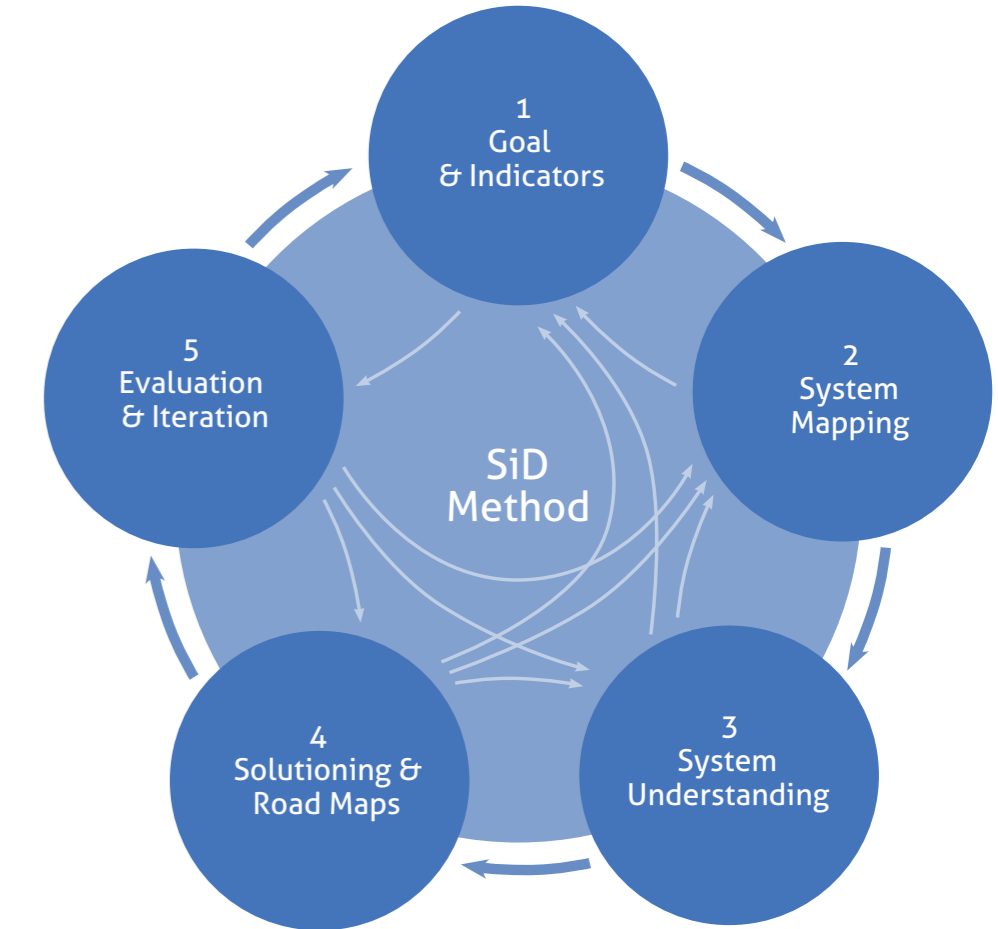 1
Goal
& Indicators
2
System
Mapping
3
System
Understanding
4
Solutioning &
Road Maps
5
Evaluation
& Iteration
SiD
Method